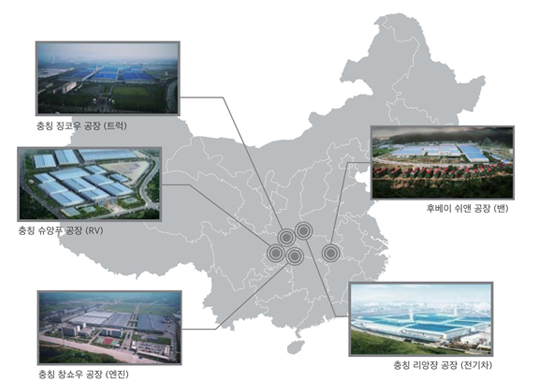 충칭 징코우 공장 (트럭)
후베이 쉬앤 공장 (밴)
충칭 슈앙푸 공장 (RV)
충칭 리앙쟝 공장 (전기차)
충칭 창쇼우 공장 (엔진)